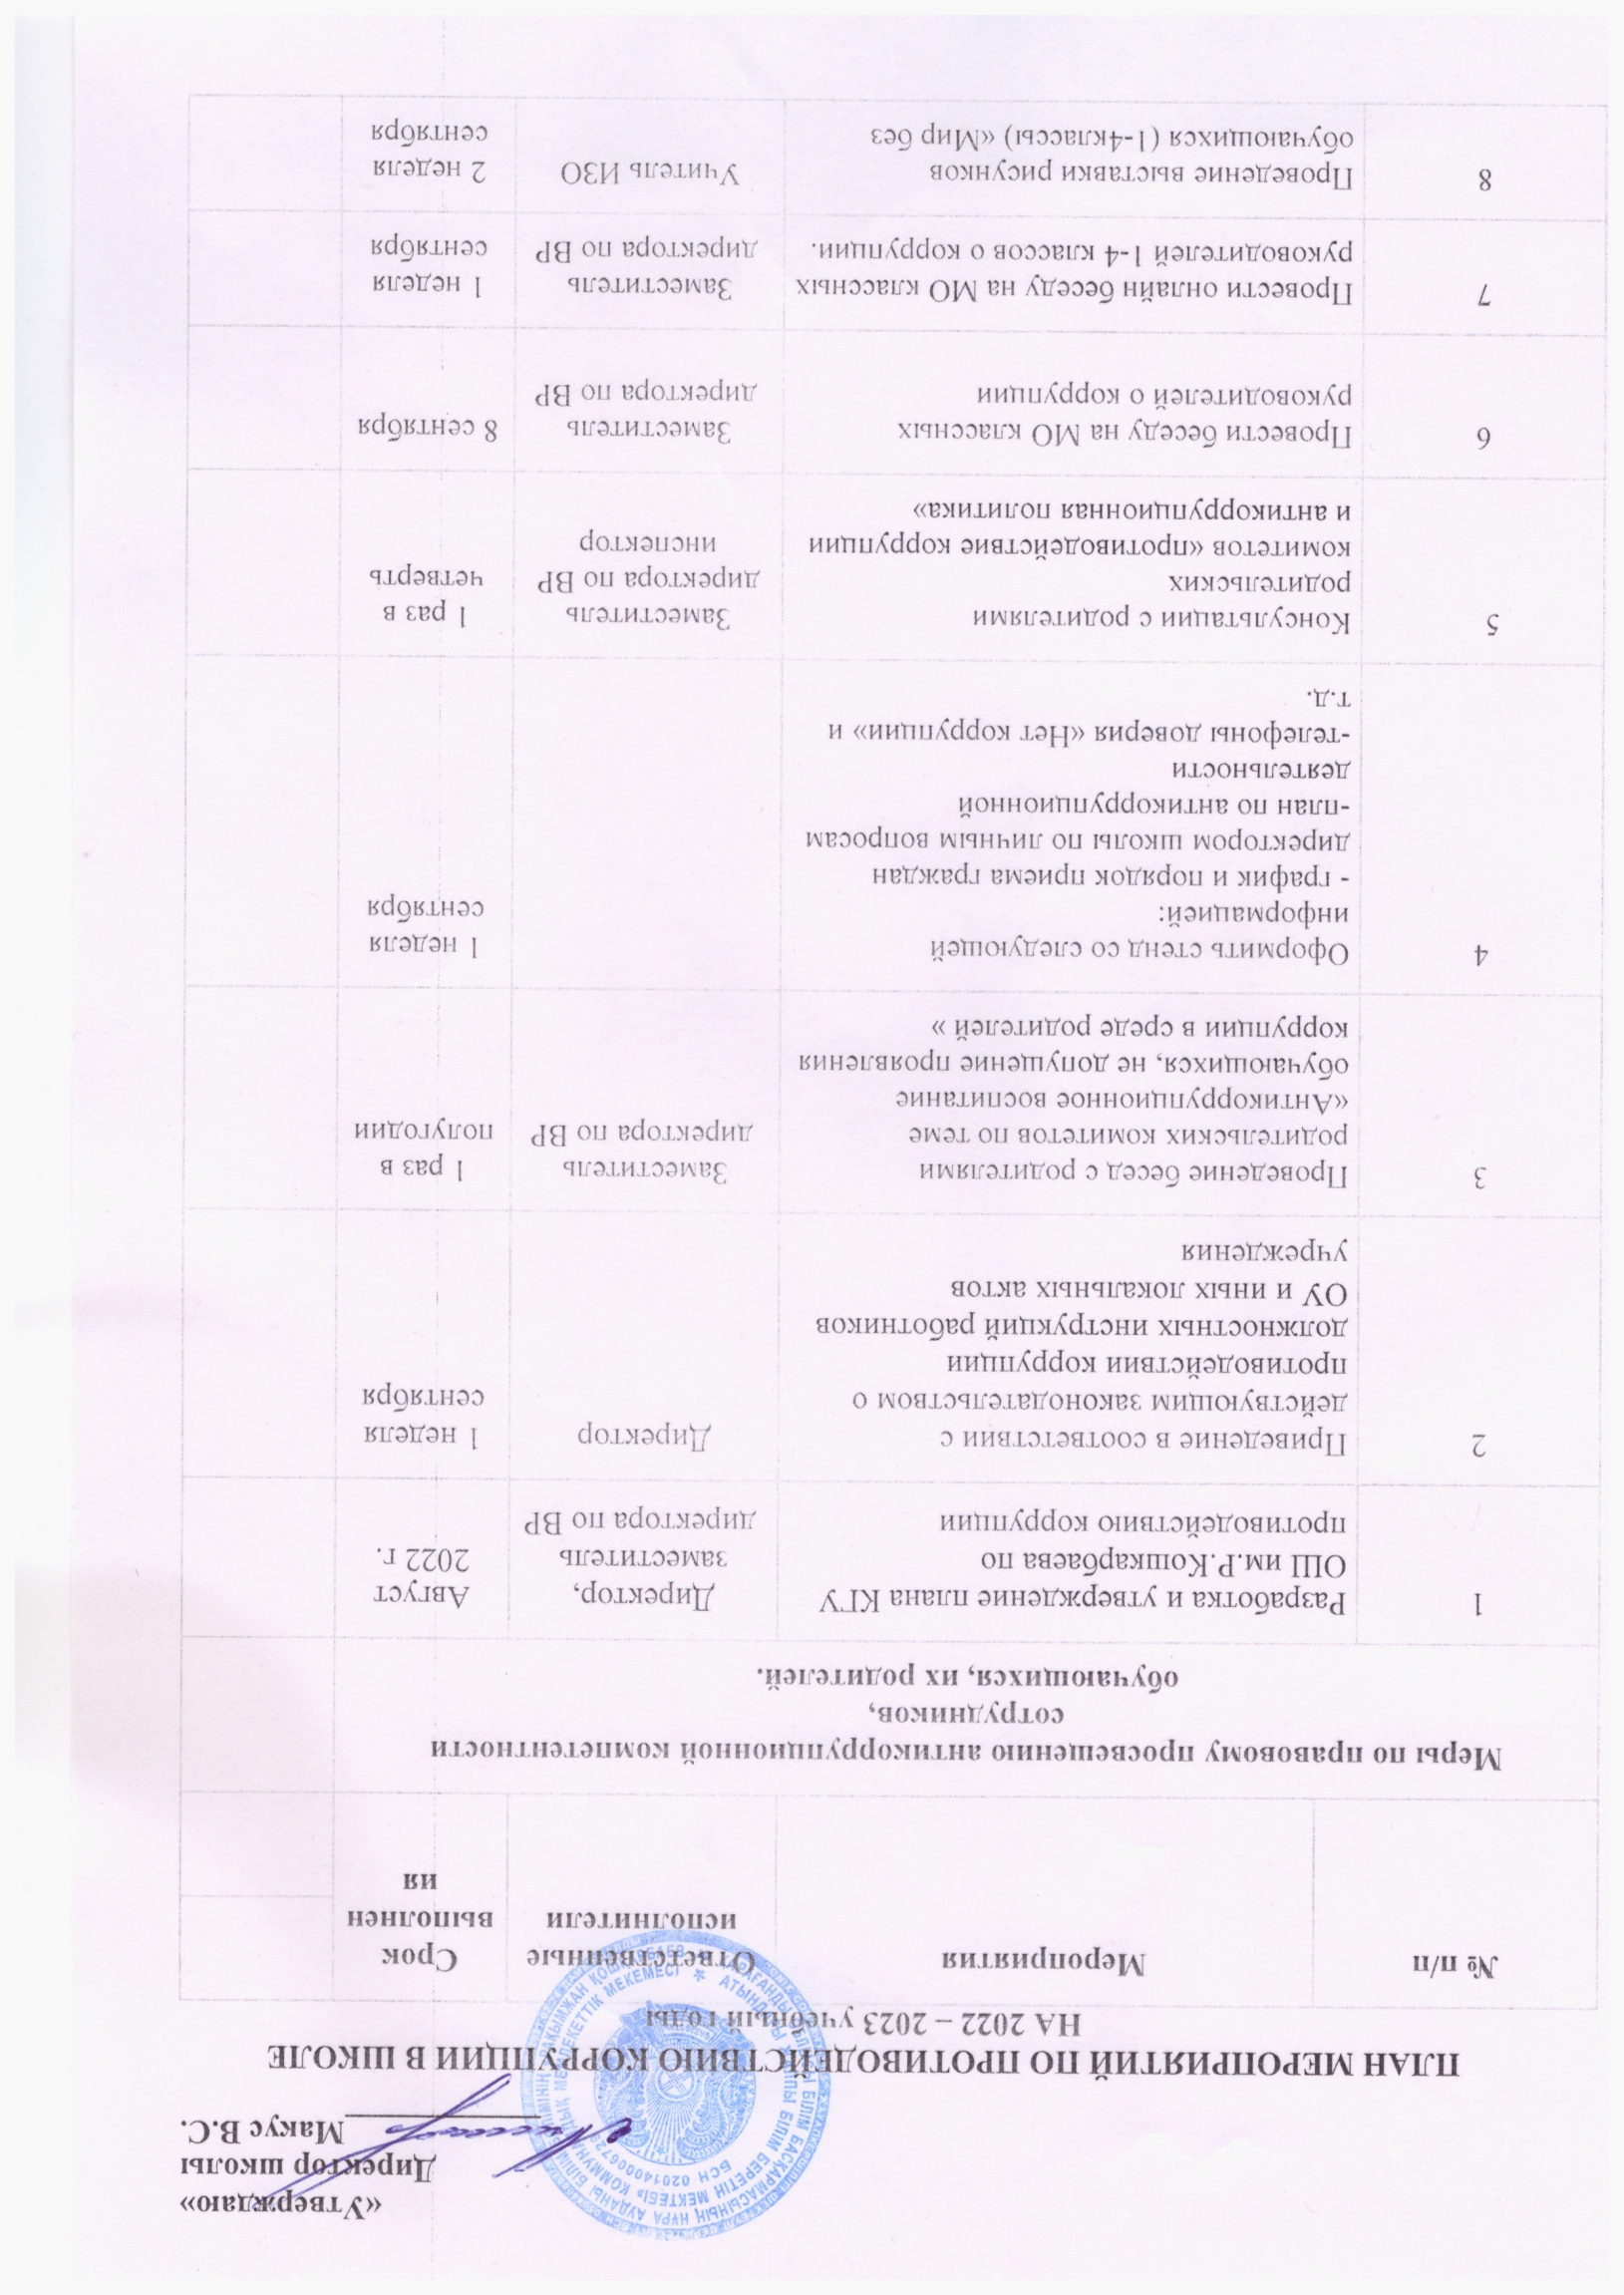 «Утверждаю»
Директор школы
Макус В.С.
ПЛАН МЕРОПРИЯТИЙ ПО ПРОТИВОДЕЙСТВИЮ КОРРУПЦИИ В ШКОЛЕ
НА 2022 – 2023 учебный годы
№ п/п
Мероприятия
Ответственные
исполнители
Срок
выполнен
ия
Меры по правовому просвещению антикоррупционной компетентности
сотрудников,
обучающихся, их родителей.
1
Разработка и утверждение плана КГУ
ОШ им.Р.Кошкарбаева по
противодействию коррупции
Директор,
заместитель
директора по ВР
Август
2022 г.
2
Приведение в соответствии с
действующим законодательством о
противодействии коррупции
должностных инструкций работников
ОУ и иных локальных актов
учреждения
Директор
1 неделя
сентября
3
Проведение бесед с родителями
родительских комитетов по теме
«Антикоррупционное воспитание
обучающихся, не допущение проявления
коррупции в среде родителей »
Заместитель
директора по ВР
1 раз в
полугодии
4
Оформить стенд со следующей
информацией:
- график и порядок приема граждан
директором школы по личным вопросам
-план по антикоррупционной
деятельности
-телефоны доверия «Нет коррупции» и
т.д.
1 неделя
сентября
5
Консультации с родителями
родительских
комитетов «противодействие коррупции
и антикоррупционная политика»
Заместитель
директора по ВР
инспектор
1 раз в
четверть
6
Провести беседу на МО классных
руководителей о коррупции
Заместитель
директора по ВР
8 сентября
7
Провести онлайн беседу на МО классных
руководителей 1-4 классов о коррупции.
Заместитель
директора по ВР
1 неделя
сентября
8
Проведение выставки рисунков
обучающихся (1-4классы) «Мир без
Учитель ИЗО
2 неделя
сентября